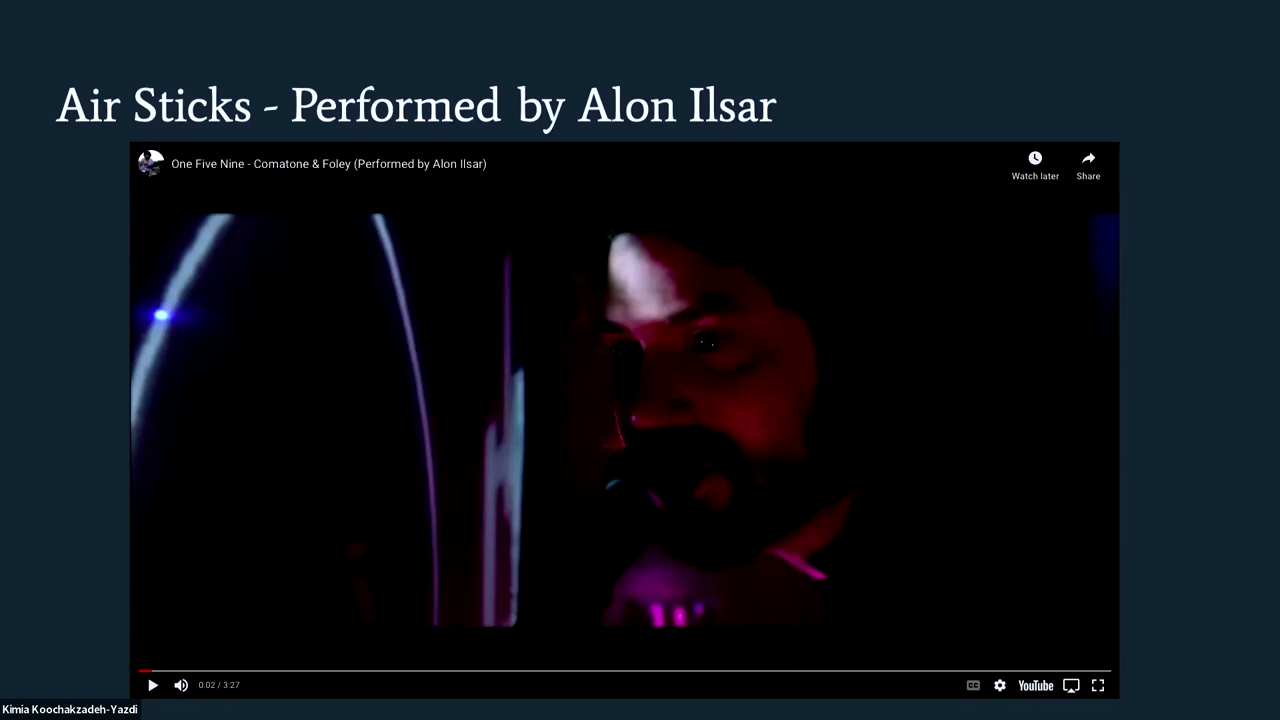 Air Sticks - Performed by Alon Ilsar
One Five Nine - Comatone & Foley (Performed by Alon Ilsar)
Watch later
Share
0:02 / 3:27
CC
YouTube
Kimia Koochakzadeh-Yazdi